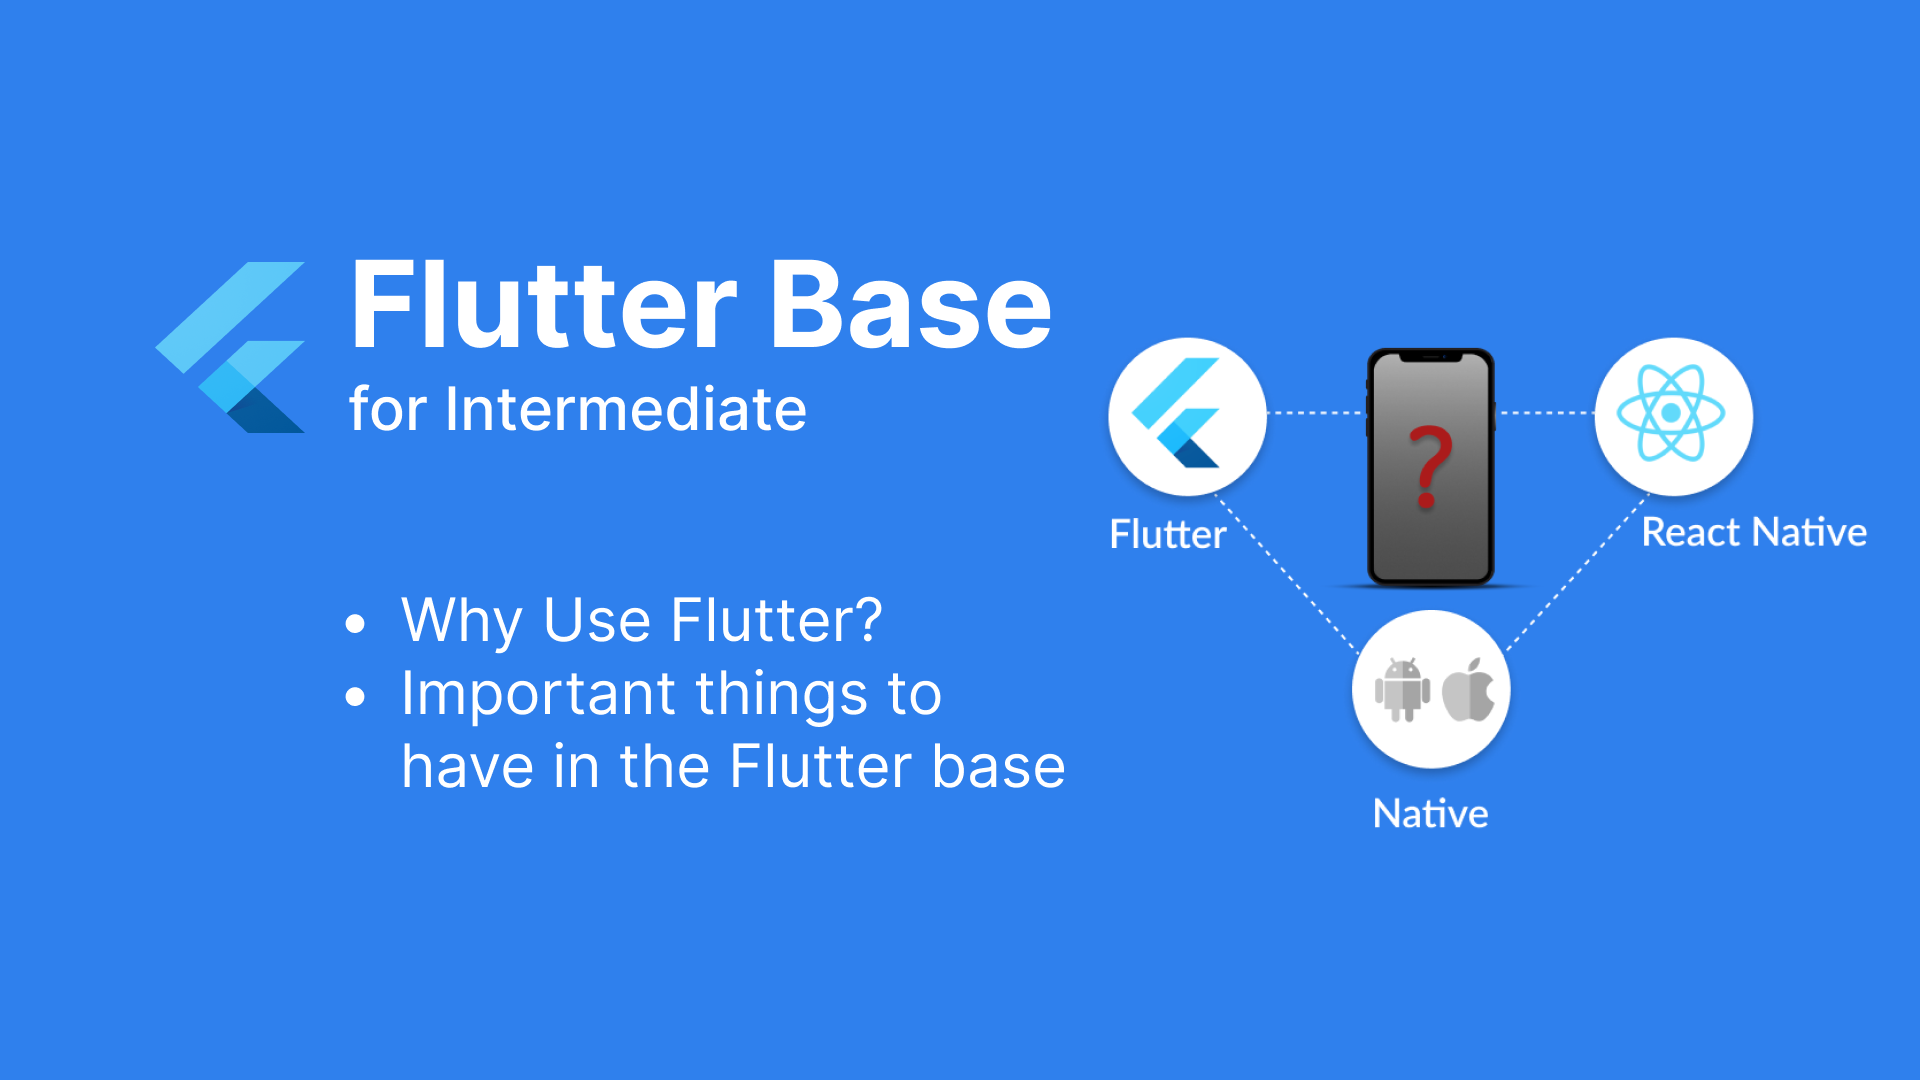 Flutter Base
for Intermediate
• Why Use Flutter?
• Important things to
have in the Flutter base
?
Flutter
React Native
Native